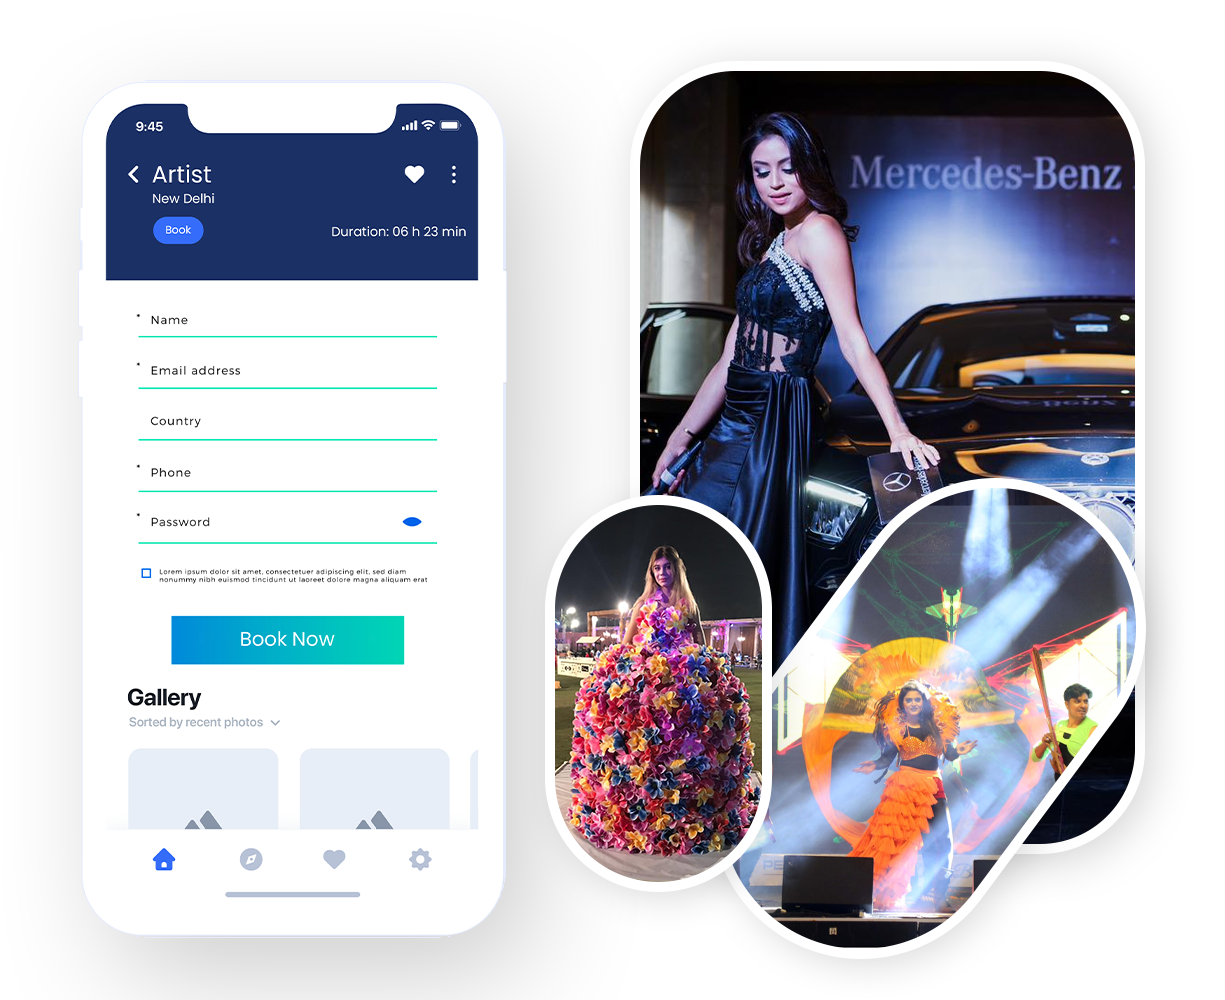 9:45
Artist
New Delhi
Book
Duration: 06 h 23 min
* Name
* Email address
Country
* Phone
* Password
Lorem ipsum dolor sit amet, consectetuer adipiscing elit, sed diam
nonummy nibh euismod tincidunt ut laoreet dolore magna aliquam erat
Book Now
Gallery
Sorted by recent photos
Mercedes-Benz